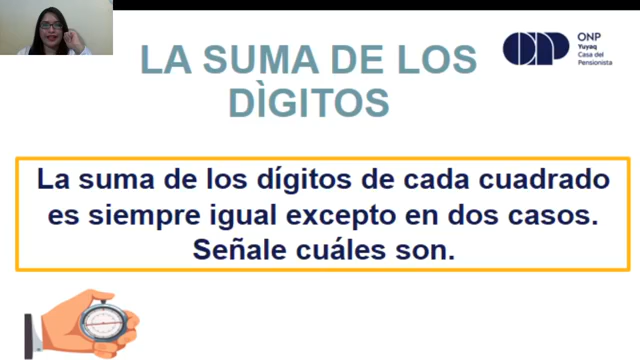 LA SUMA DE LOS
DÌGITOS
ONP
Yuyaq
Casa del
Pensionista
La suma de los dígitos de cada cuadrado
es siempre igual excepto en dos casos.
Señale cuáles son.